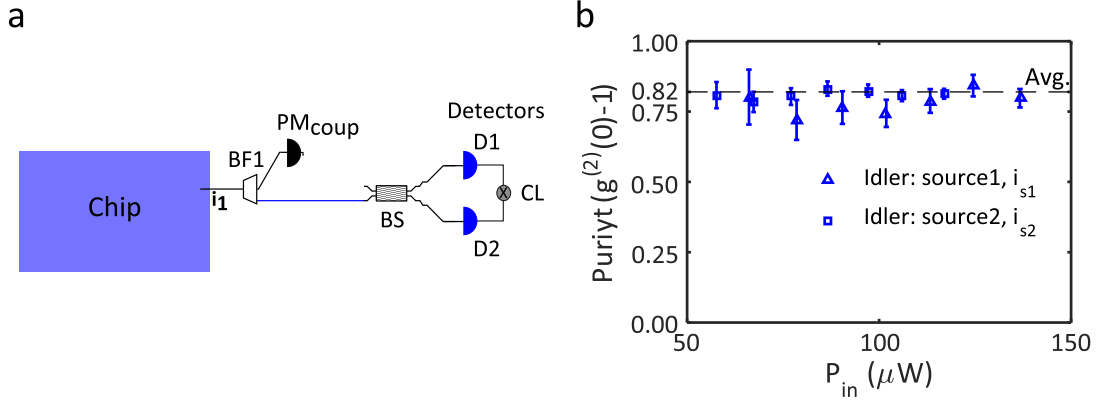 a
Chip
i1
BF1
PMcoup
BS
Detectors
D1
CL
D2
b
Puriyt (g(2)(0)-1)
1.00
0.82
0.75
0.50
0.25
0.00
Avg.
Idler: source1, is1
Idler: source2, is2
50
100
150
Pin (μW)